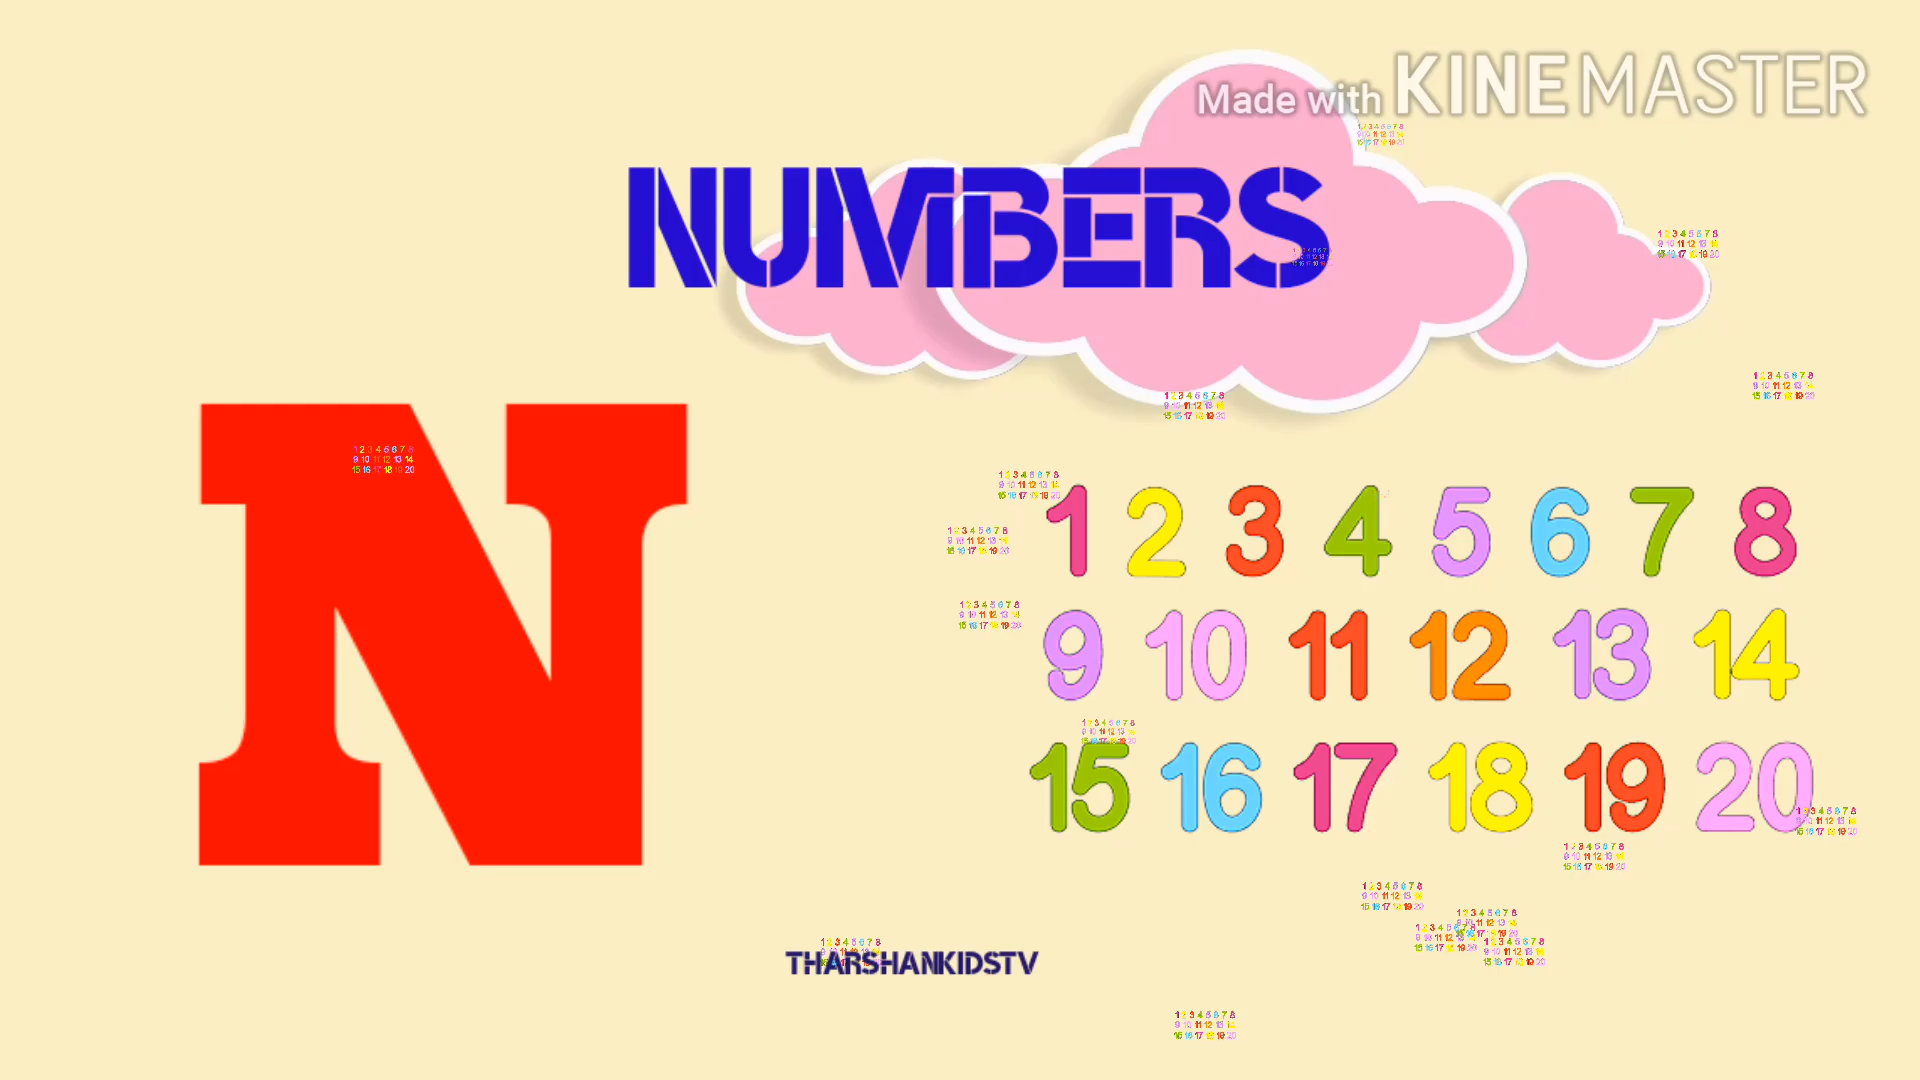 Made with KINEMASTER
NUMBERS
N
1 2 3 4 5 6 7 8
9 10 11 12 13 14
15 16 17 18 19 20
THARSHANKIDSTV